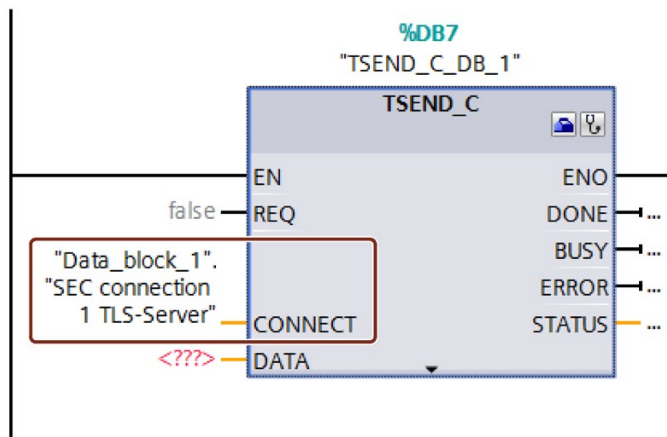 %DB7
"TSEND_C_DB_1"
TSEND_C
EN
ENO
false
REQ
DONE
...
"Data_block_1".
"SEC connection
1 TLS-Server"
BUSY
...
ERROR
...
CONNECT
STATUS
...
<???>
DATA